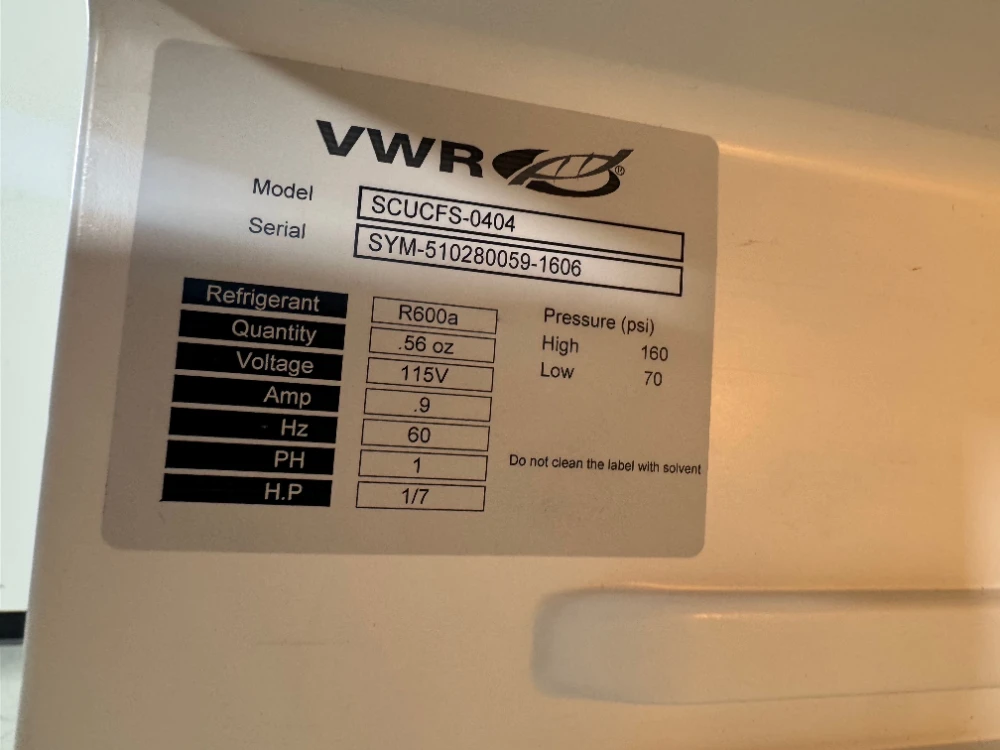 VWR®
Model SCUCFS-0404
Serial SYM-510280059-1606
Refrigerant R600a
Quantity .56 oz
Voltage 115V
Amp .9
Hz 60
PH 1
H.P 1/7
Pressure (psi)
High 160
Low 70
Do not clean the label with solvent